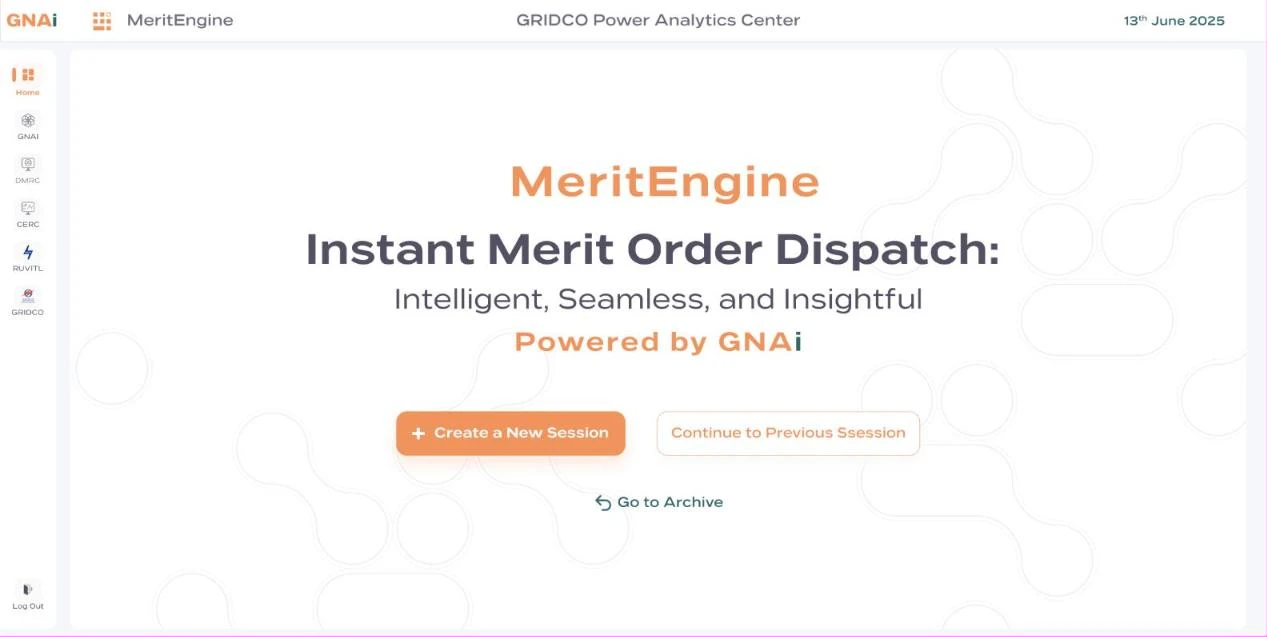 GNAi MeritEngine GRIDCO Power Analytics Center 13th June 2025
Home
GNAI
DMRC
CERC
RUVITL
GRIDCO
MeritEngine
Instant Merit Order Dispatch:
Intelligent, Seamless, and Insightful
Powered by GNAi
+ Create a New Session
Continue to Previous Ssession
Go to Archive
Log Out